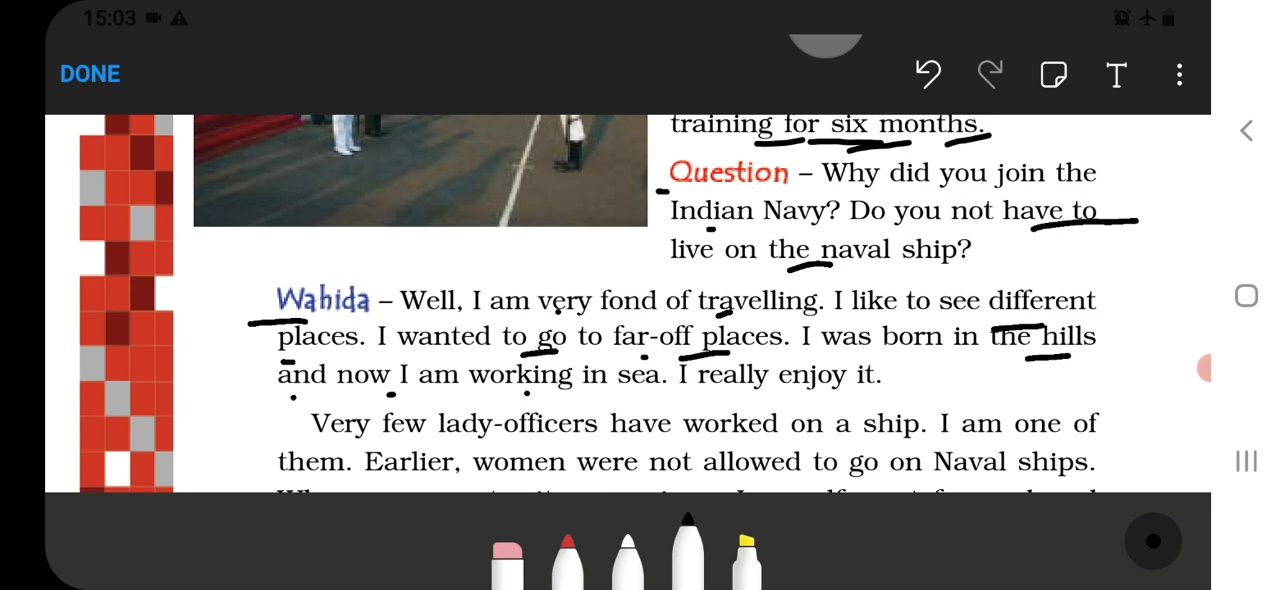 15:03
DONE
T
training for six months.
Question – Why did you join the
Indian Navy? Do you not have to
live on the naval ship?
Wahida – Well, I am very fond of travelling. I like to see different
places. I wanted to go to far-off places. I was born in the hills
and now I am working in sea. I really enjoy it.
Very few lady-officers have worked on a ship. I am one of
them. Earlier, women were not allowed to go on Naval ships.